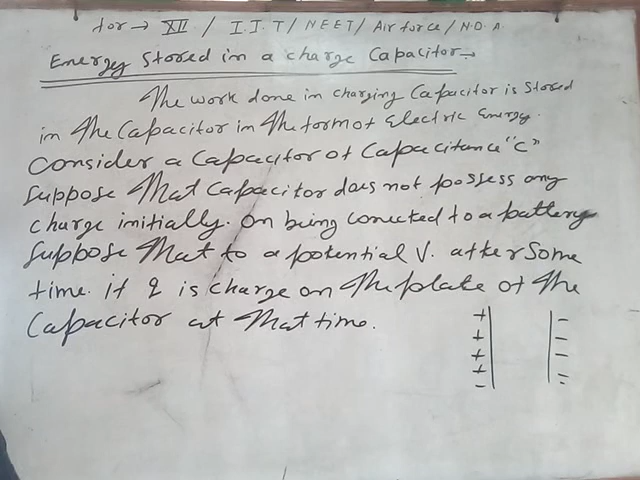 for → XII. / I.I.T / NEET / Air force / N.D.A.
Energy Stored in a charge Capacitor →
The work done in charging Capacitor is Stored
in The Capacitor in The form of Electric Energy.
Consider a Capacitor of Capacitance "C"
Suppose That Capacitor does not possess any
charge initially. On being conected to a battery
Suppose That to a potential V. after Some
time. if q is charge on The plate of The
Capacitor at That time.
+ –
+ –
+ –
+ –
–